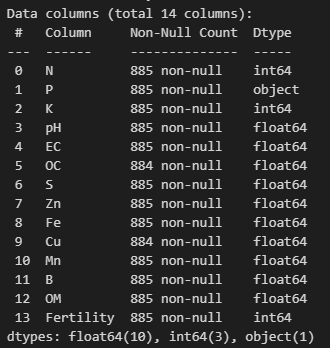 Data columns (total 14 columns):
 #   Column     Non-Null Count  Dtype
---  ------     --------------  -----
 0   N          885 non-null    int64
 1   P          885 non-null    object
 2   K          885 non-null    int64
 3   pH         885 non-null    float64
 4   EC         885 non-null    float64
 5   OC         884 non-null    float64
 6   S          885 non-null    float64
 7   Zn         885 non-null    float64
 8   Fe         885 non-null    float64
 9   Cu         884 non-null    float64
 10  Mn         885 non-null    float64
 11  B          885 non-null    float64
 12  OM         885 non-null    float64
 13  Fertility  885 non-null    int64
dtypes: float64(10), int64(3), object(1)